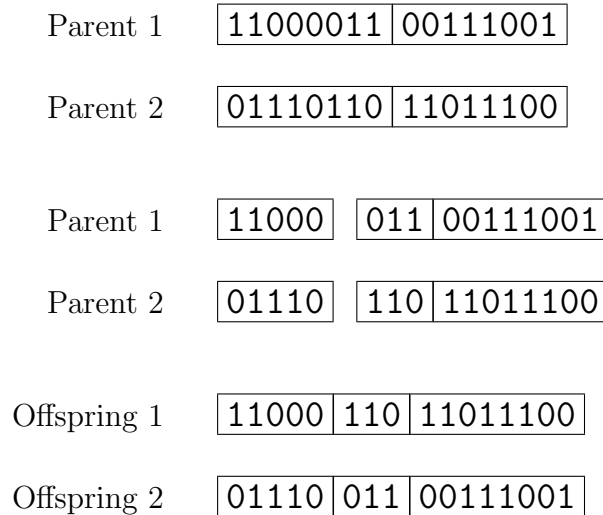 Parent 1 11000011 00111001
Parent 2 01110110 11011100
Parent 1 11000 011 00111001
Parent 2 01110 110 11011100
Offspring 1 11000 110 11011100
Offspring 2 01110 011 00111001